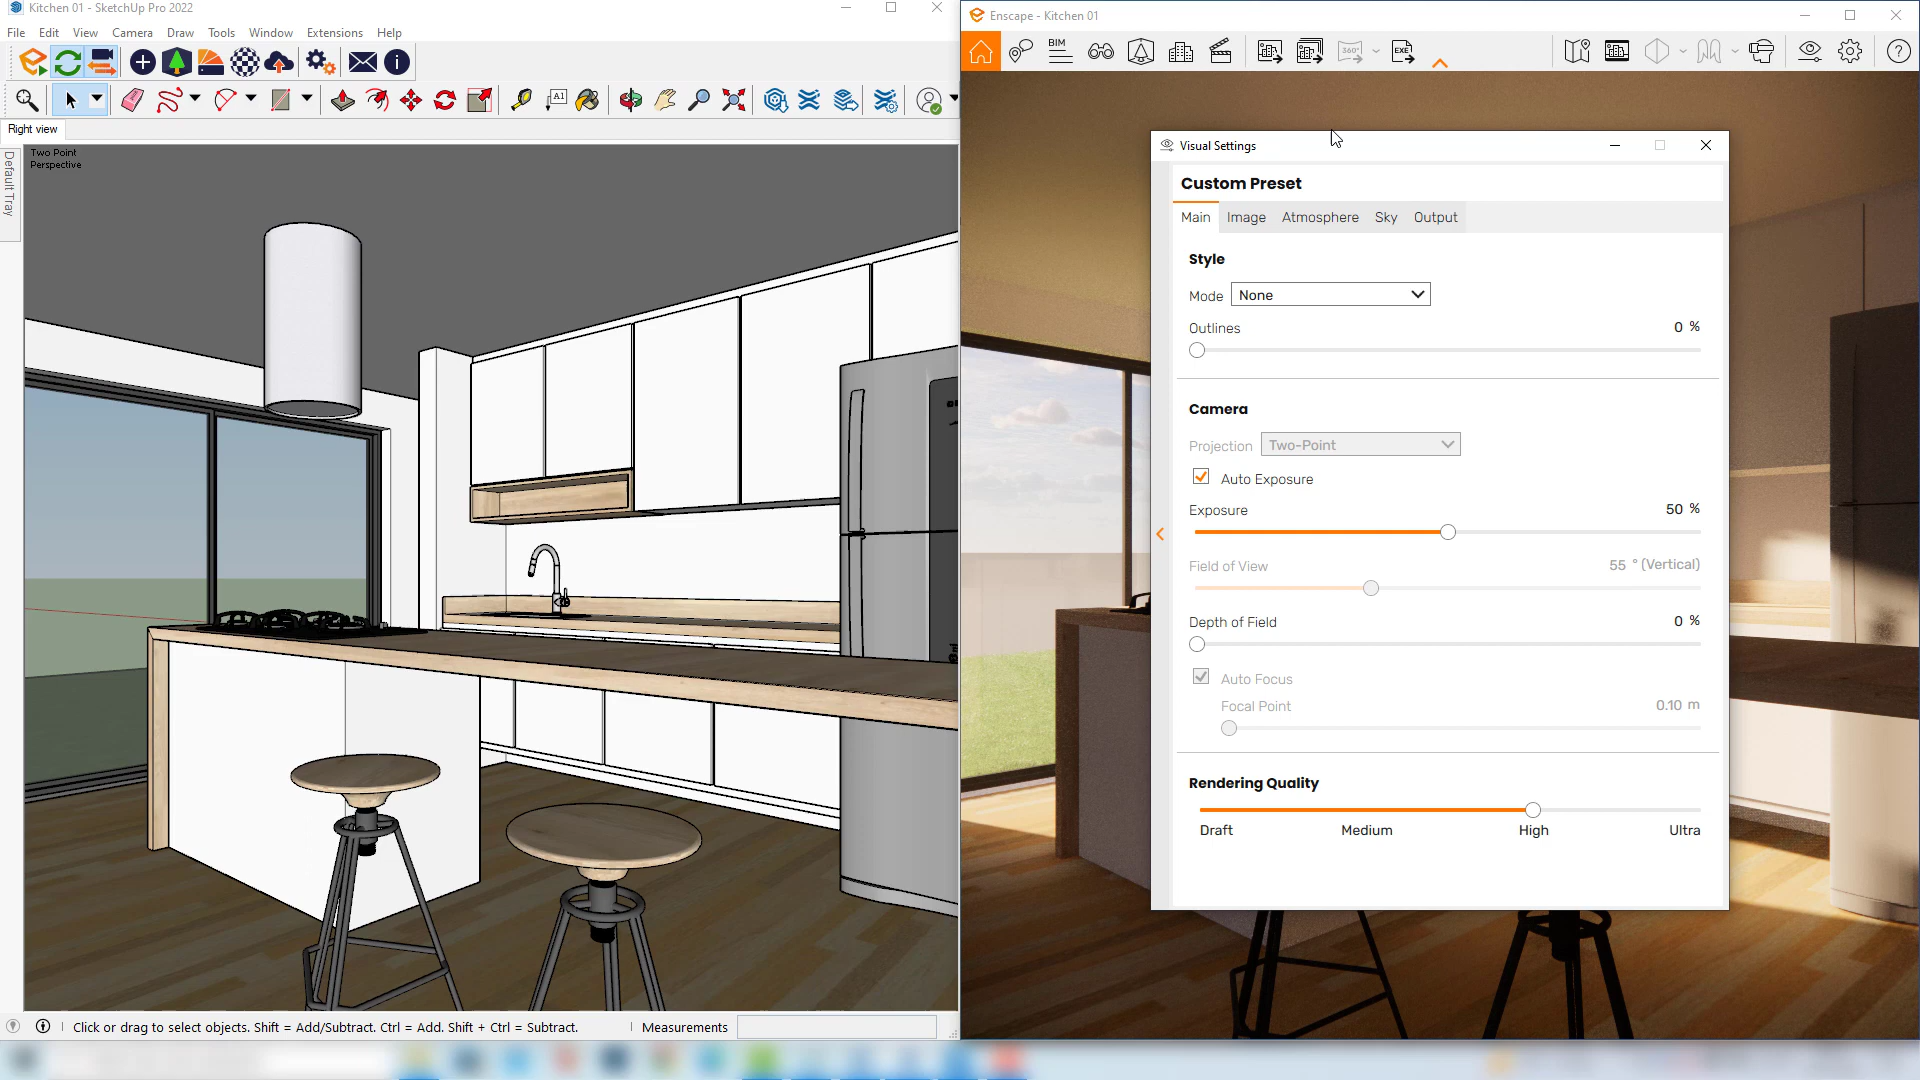 Kitchen 01 - SketchUp Pro 2022
File Edit View Camera Draw Tools Window Extensions Help
A1
Right view
Default Tray
Two Point
Perspective
Click or drag to select objects. Shift = Add/Subtract. Ctrl = Add. Shift + Ctrl = Subtract.
Measurements
Enscape - Kitchen 01
BIM
360°
EXE
Visual Settings
Custom Preset
Main Image Atmosphere Sky Output
Style
Mode None
Outlines 0 %
Camera
Projection Two-Point
Auto Exposure
Exposure 50 %
Field of View 55 ° (Vertical)
Depth of Field 0 %
Auto Focus
Focal Point 0.10 m
Rendering Quality
Draft Medium High Ultra